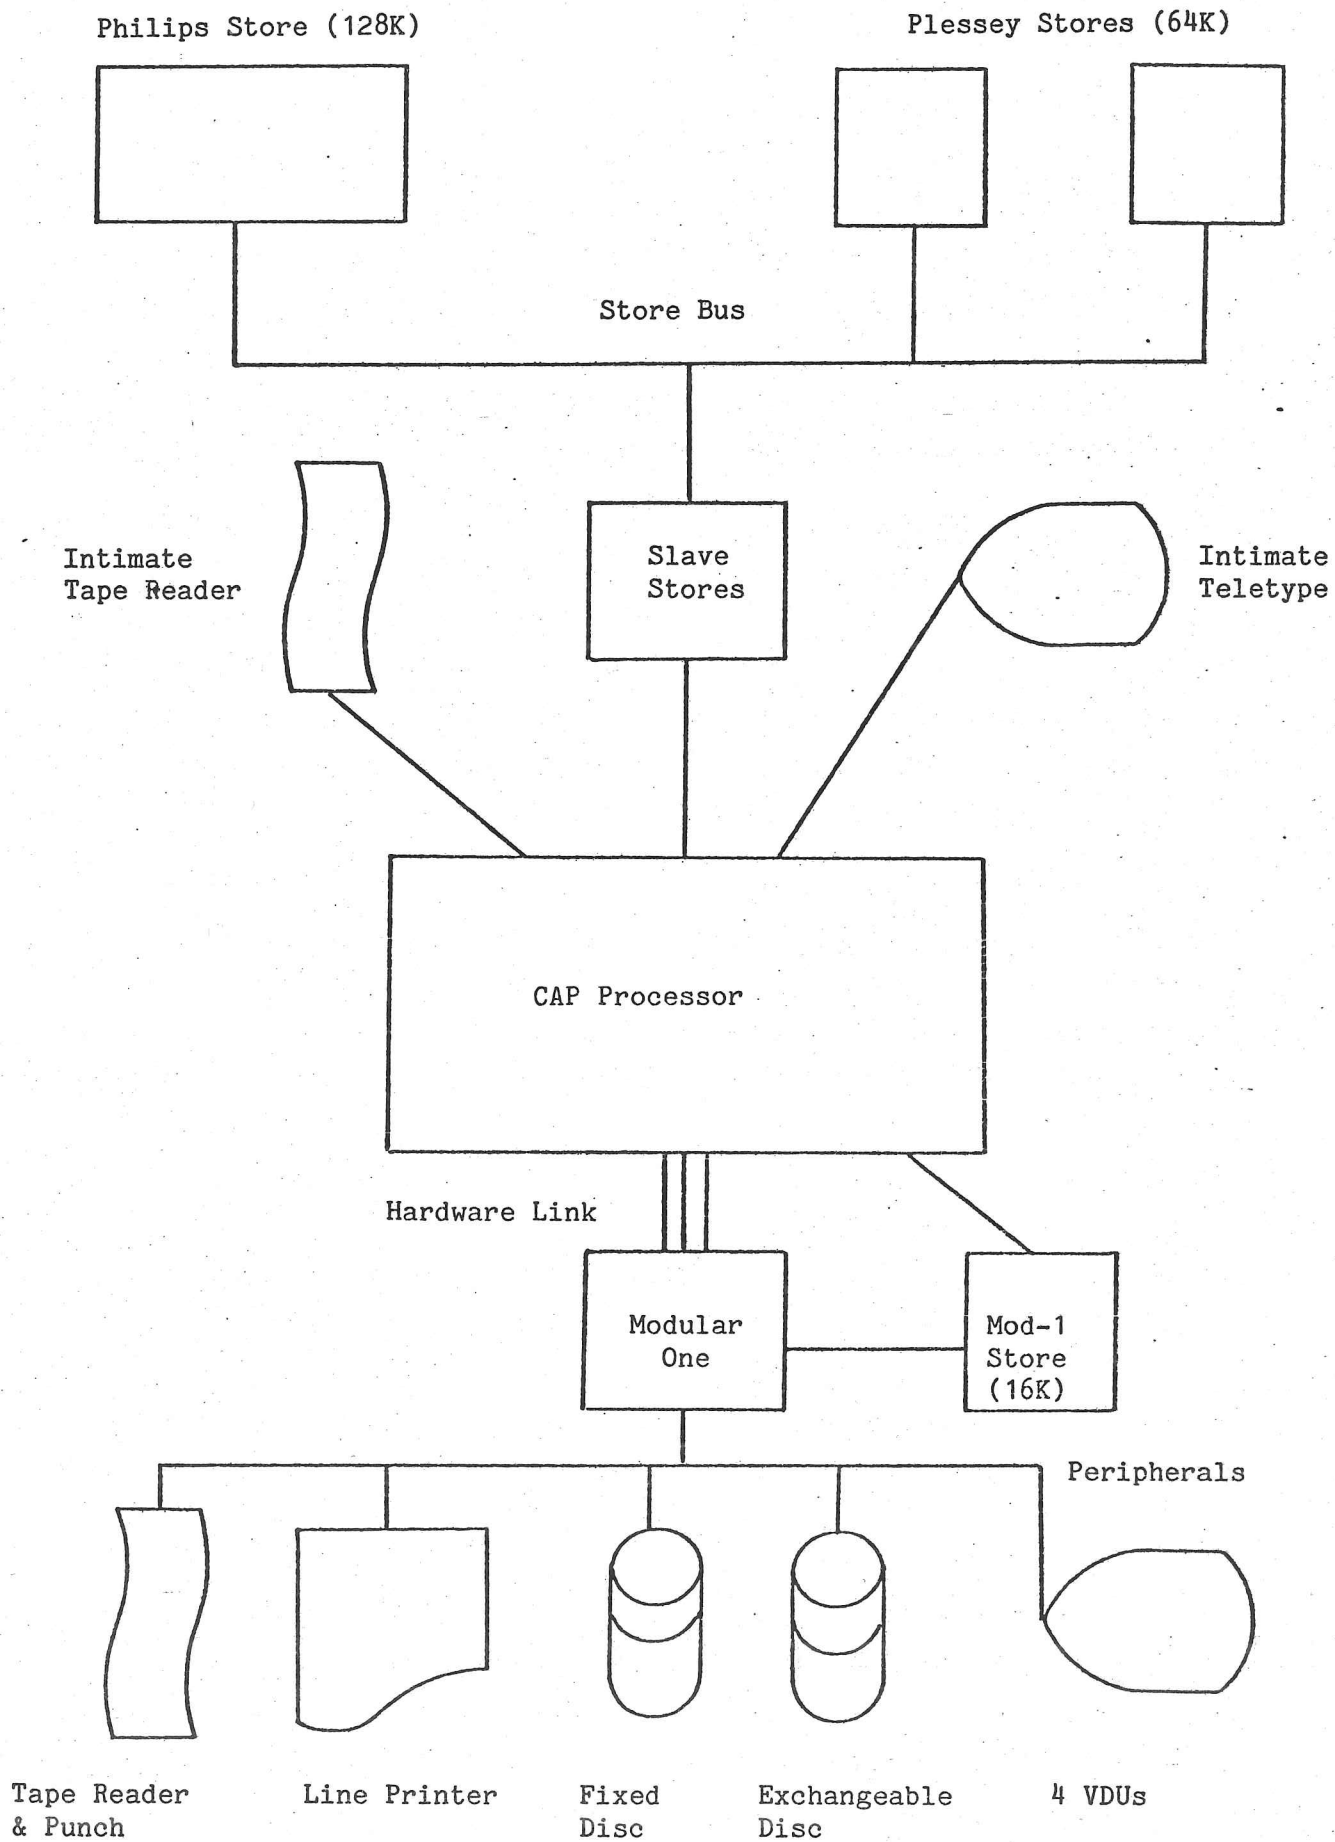 Philips Store (128K)
Plessey Stores (64K)
Store Bus
Intimate
Tape Reader
Slave
Stores
Intimate
Teletype
CAP Processor
Hardware Link
Modular
One
Mod-1
Store
(16K)
Peripherals
Tape Reader
& Punch
Line Printer
Fixed
Disc
Exchangeable
Disc
4 VDUs